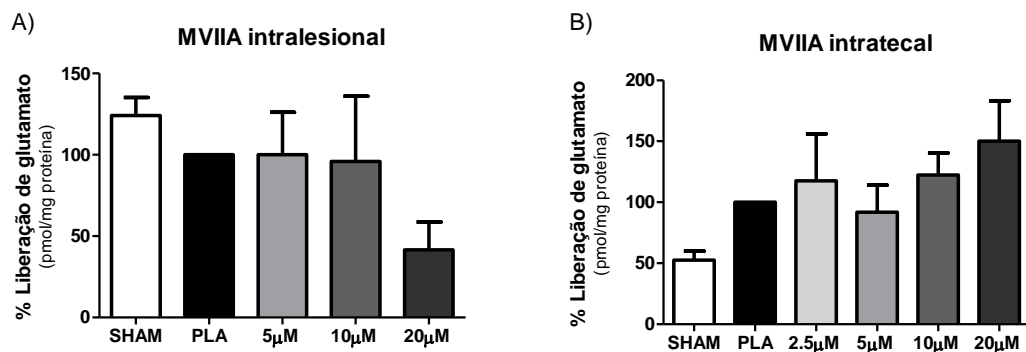 A)
MVIIA intralesional
% Liberação de glutamato
(pmol/mg proteína)
150
100
50
0
SHAM PLA 5µM 10µM 20µM
B)
MVIIA intratecal
% Liberação de glutamato
(pmol/mg proteína)
200
150
100
50
0
SHAM PLA 2.5µM 5µM 10µM 20µM